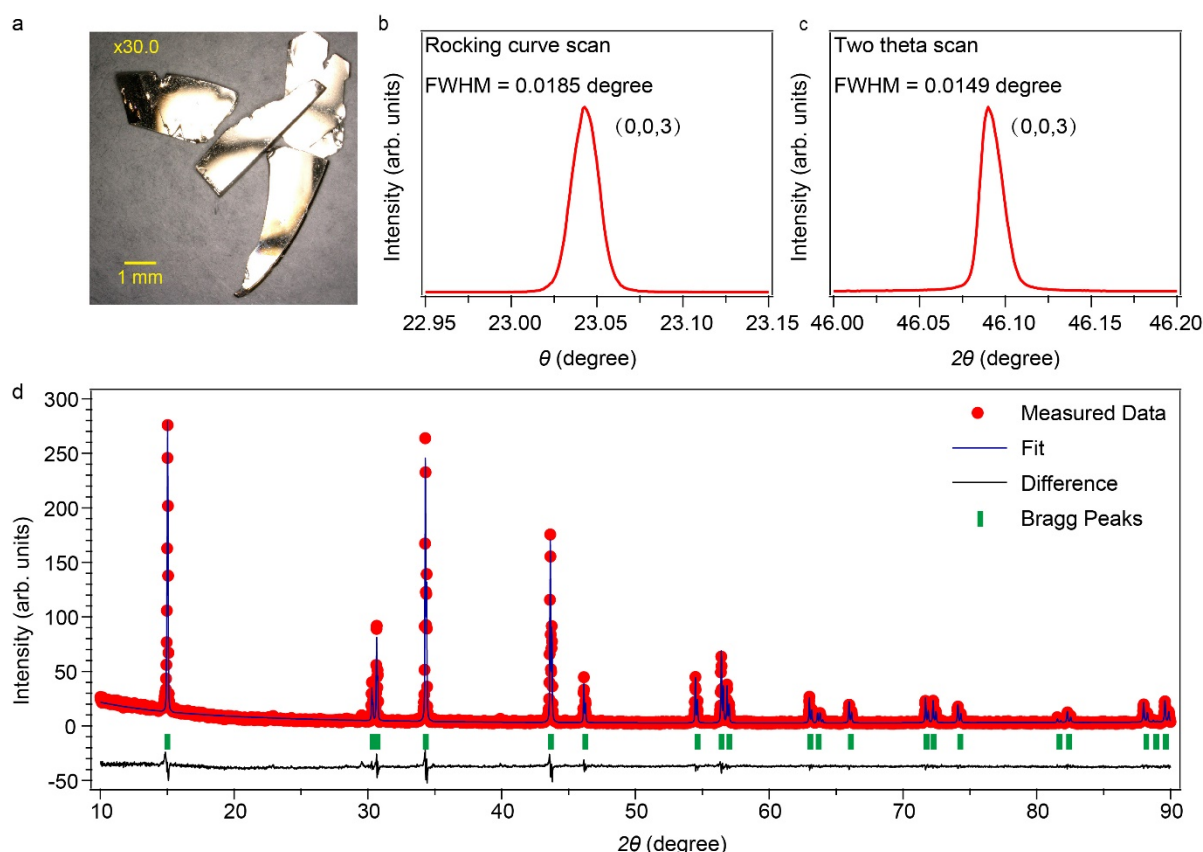 a
x30.0
1 mm
b
Rocking curve scan
FWHM = 0.0185 degree
(0,0,3)
Intensity (arb. units)
22.95 23.00 23.05 23.10 23.15
θ (degree)
c
Two theta scan
FWHM = 0.0149 degree
(0,0,3)
Intensity (arb. units)
46.00 46.05 46.10 46.15 46.20
2θ (degree)
d
Intensity (arb. units)
300
250
200
150
100
50
0
-50
Measured Data
Fit
Difference
Bragg Peaks
10 20 30 40 50 60 70 80 90
2θ (degree)